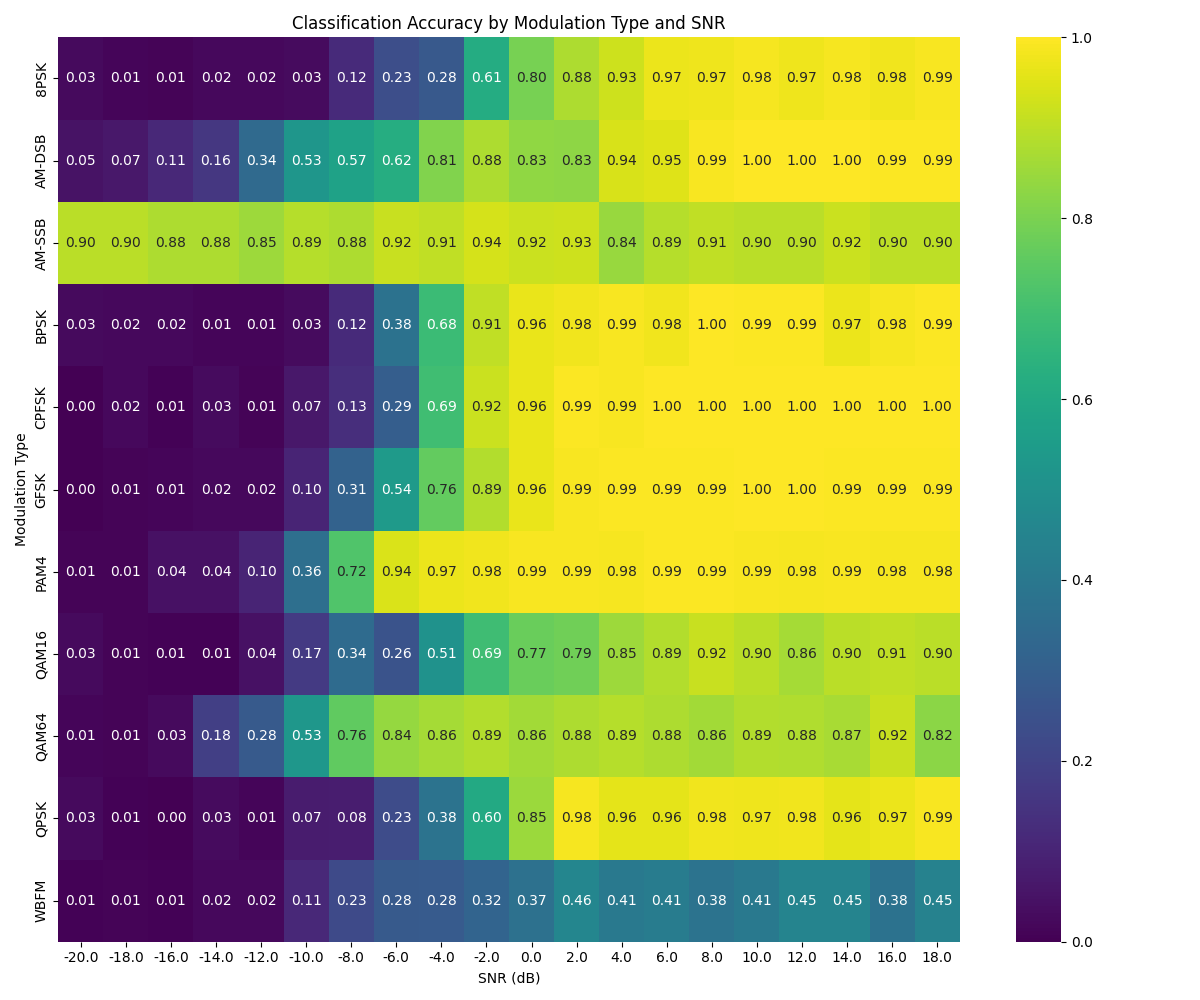 Classification Accuracy by Modulation Type and SNR
8PSK 0.03 0.01 0.01 0.02 0.02 0.03 0.12 0.23 0.28 0.61 0.80 0.88 0.93 0.97 0.97 0.98 0.97 0.98 0.98 0.99
AM-DSB 0.05 0.07 0.11 0.16 0.34 0.53 0.57 0.62 0.81 0.88 0.83 0.83 0.94 0.95 0.99 1.00 1.00 1.00 0.99 0.99
AM-SSB 0.90 0.90 0.88 0.88 0.85 0.89 0.88 0.92 0.91 0.94 0.92 0.93 0.84 0.89 0.91 0.90 0.90 0.92 0.90 0.90
BPSK 0.03 0.02 0.02 0.01 0.01 0.03 0.12 0.38 0.68 0.91 0.96 0.98 0.99 0.98 1.00 0.99 0.99 0.97 0.98 0.99
CPFSK 0.00 0.02 0.01 0.03 0.01 0.07 0.13 0.29 0.69 0.92 0.96 0.99 0.99 1.00 1.00 1.00 1.00 1.00 1.00 1.00
GFSK 0.00 0.01 0.01 0.02 0.02 0.10 0.31 0.54 0.76 0.89 0.96 0.99 0.99 0.99 0.99 1.00 1.00 0.99 0.99 0.99
PAM4 0.01 0.01 0.04 0.04 0.10 0.36 0.72 0.94 0.97 0.98 0.99 0.99 0.98 0.99 0.99 0.99 0.98 0.99 0.98 0.98
QAM16 0.03 0.01 0.01 0.01 0.04 0.17 0.34 0.26 0.51 0.69 0.77 0.79 0.85 0.89 0.92 0.90 0.86 0.90 0.91 0.90
QAM64 0.01 0.01 0.03 0.18 0.28 0.53 0.76 0.84 0.86 0.89 0.86 0.88 0.89 0.88 0.86 0.89 0.88 0.87 0.92 0.82
QPSK 0.03 0.01 0.00 0.03 0.01 0.07 0.08 0.23 0.38 0.60 0.85 0.98 0.96 0.96 0.98 0.97 0.98 0.96 0.97 0.99
WBFM 0.01 0.01 0.01 0.02 0.02 0.11 0.23 0.28 0.28 0.32 0.37 0.46 0.41 0.41 0.38 0.41 0.45 0.45 0.38 0.45
-20.0 -18.0 -16.0 -14.0 -12.0 -10.0 -8.0 -6.0 -4.0 -2.0 0.0 2.0 4.0 6.0 8.0 10.0 12.0 14.0 16.0 18.0
SNR (dB)
Modulation Type
1.0
0.8
0.6
0.4
0.2
0.0